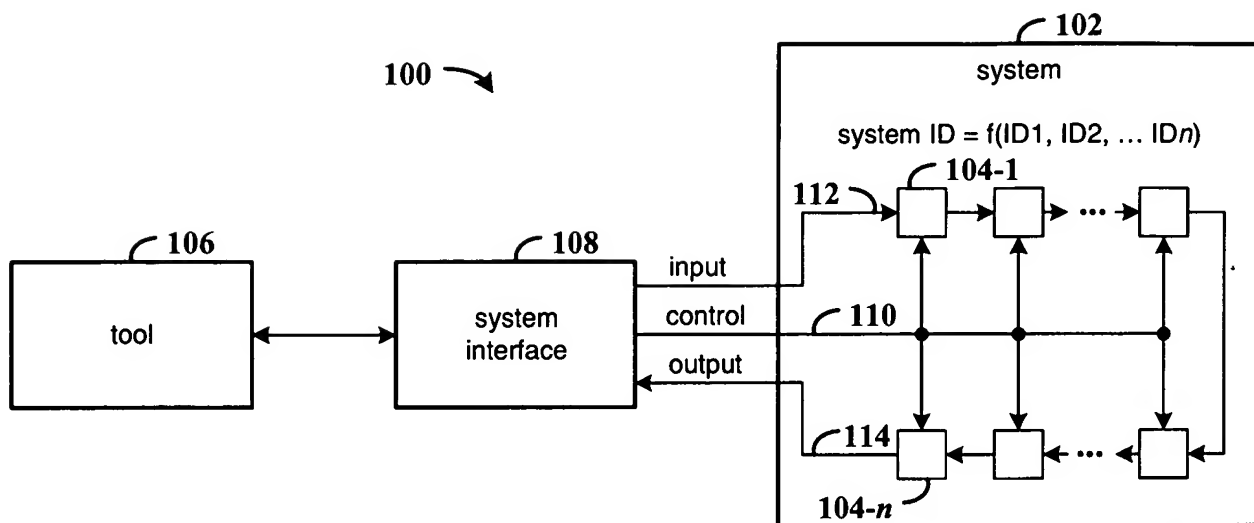 102
100
system
system ID = f(ID1, ID2, ... IDn)
104-1
112
106
108
input
tool
system
interface
control
110
output
114
104-n